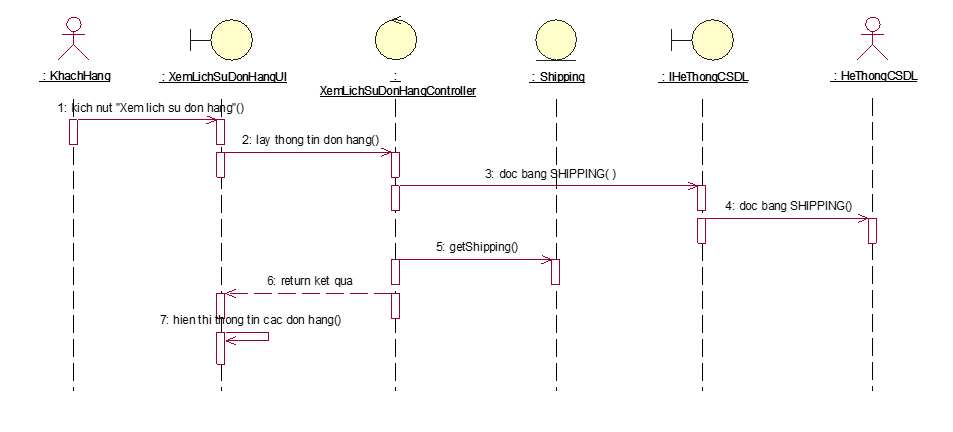 : KhachHang
: XemLichSuDonHangUI
:
XemLichSuDonHangController
: Shipping
: IHeThongCSDL
: HeThongCSDL
1: kich nut "Xem lich su don hang"()
2: lay thong tin don hang()
3: doc bang SHIPPING( )
4: doc bang SHIPPING()
5: getShipping()
6: return ket qua
7: hien thi thong tin cac don hang()